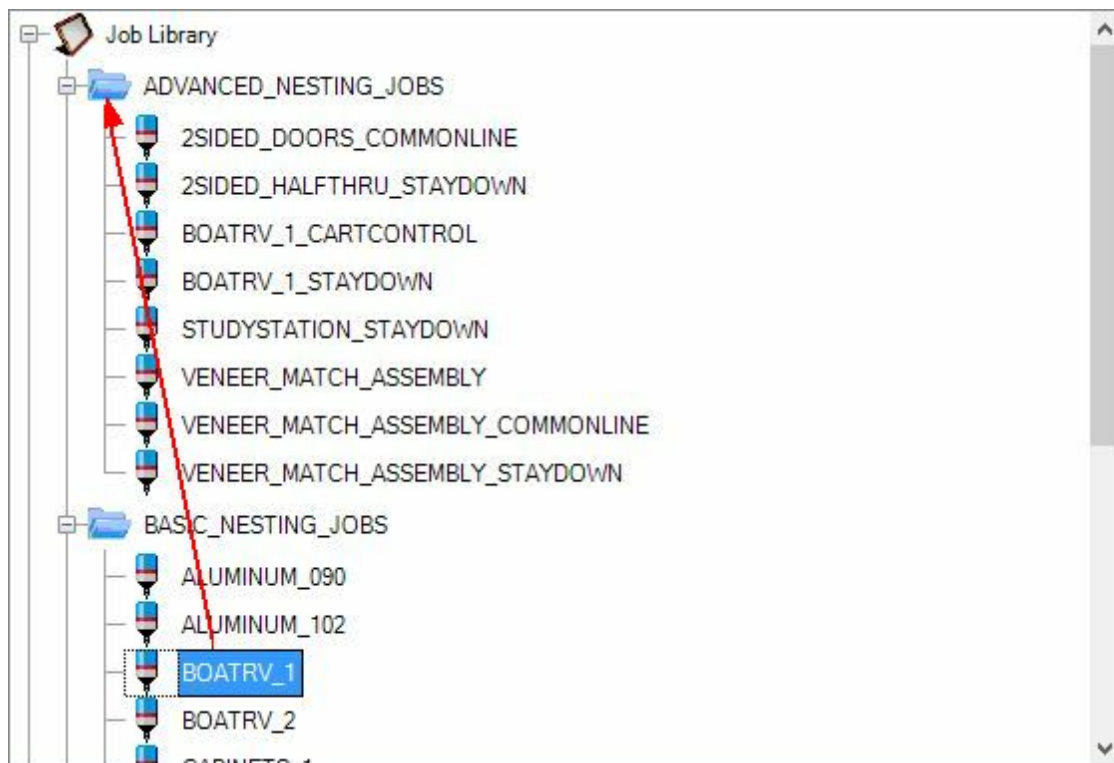 Job Library
ADVANCED_NESTING_JOBS
2SIDED_DOORS_COMMONLINE
2SIDED_HALFTHRU_STAYDOWN
BOATRV_1_CARTCONTROL
BOATRV_1_STAYDOWN
STUDYSTATION_STAYDOWN
VENEER_MATCH_ASSEMBLY
VENEER_MATCH_ASSEMBLY_COMMONLINE
VENEER_MATCH_ASSEMBLY_STAYDOWN
BASIC_NESTING_JOBS
ALUMINUM_090
ALUMINUM_102
BOATRV_1
BOATRV_2